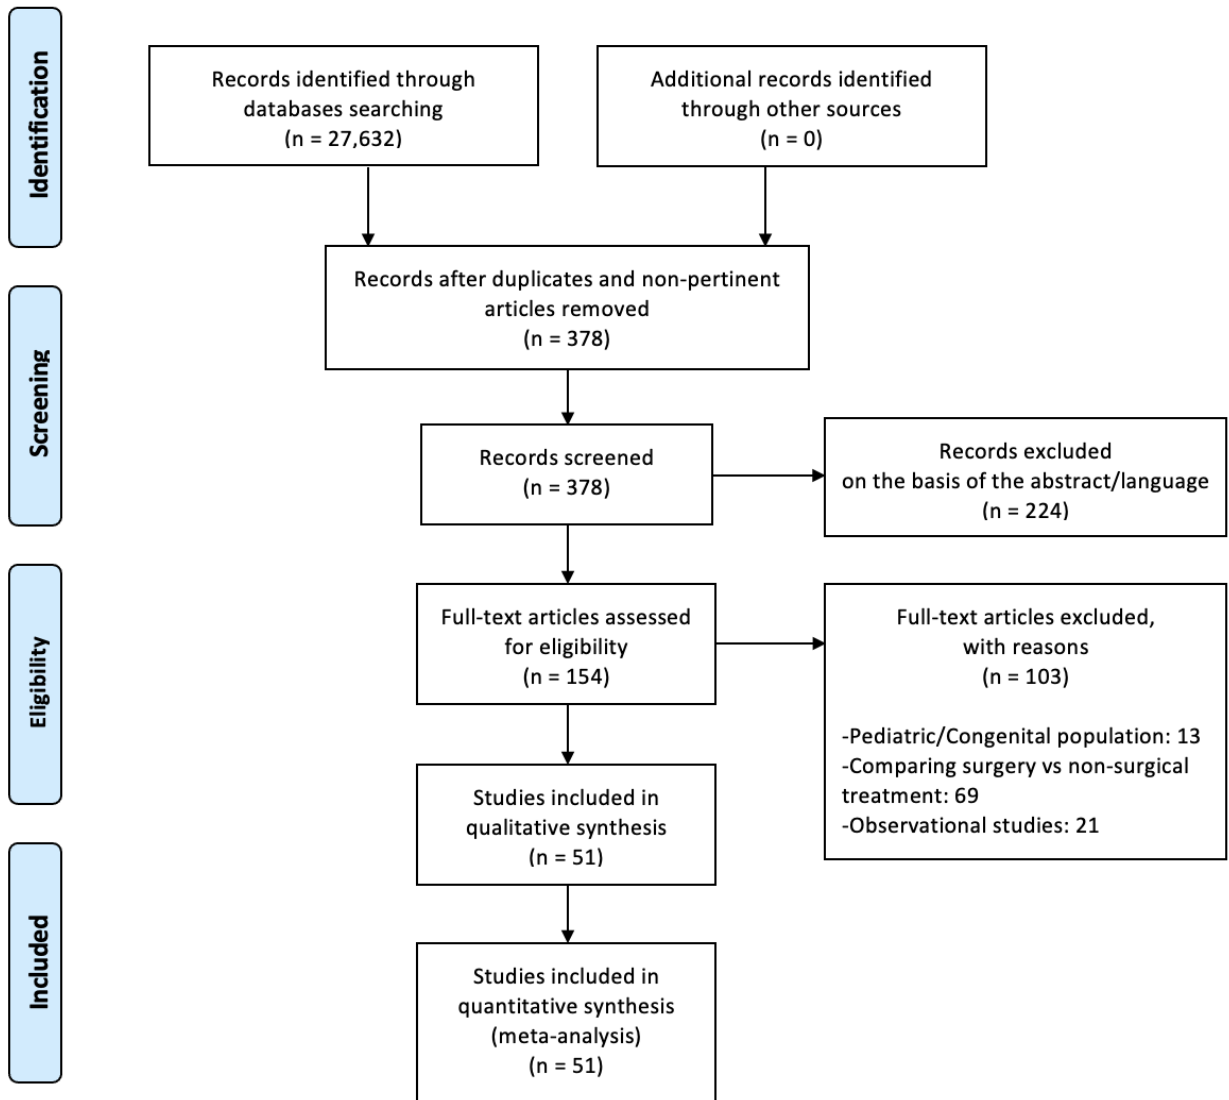 Identification
Records identified through
databases searching
(n = 27,632)
Additional records identified
through other sources
(n = 0)
Records after duplicates and non-pertinent
articles removed
(n = 378)
Screening
Records screened
(n = 378)
Records excluded
on the basis of the abstract/language
(n = 224)
Eligibility
Full-text articles assessed
for eligibility
(n = 154)
Full-text articles excluded,
with reasons
(n = 103)
-Pediatric/Congenital population: 13
-Comparing surgery vs non-surgical
treatment: 69
-Observational studies: 21
Studies included in
qualitative synthesis
(n = 51)
Included
Studies included in
quantitative synthesis
(meta-analysis)
(n = 51)